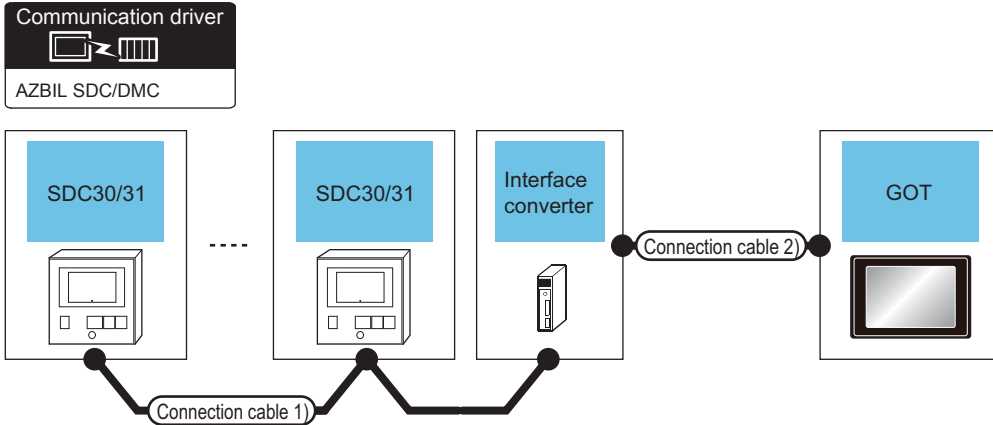 Communication driver
AZBIL SDC/DMC
SDC30/31
SDC30/31
Interface
converter
GOT
Connection cable 2)
Connection cable 1)